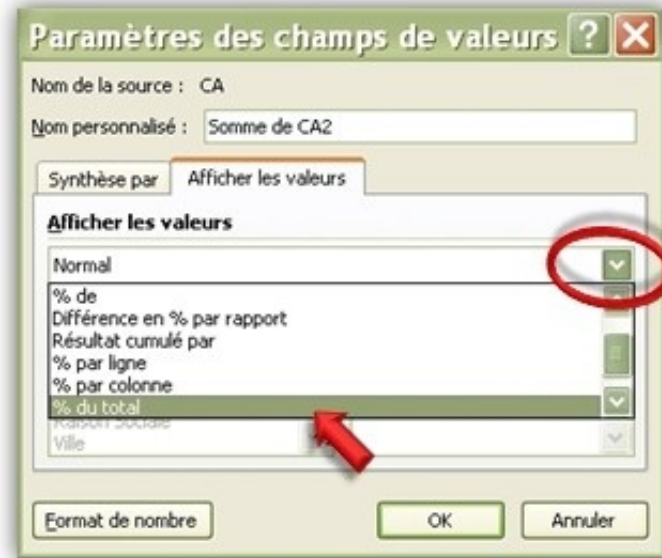 Paramètres des champs de valeurs
Nom de la source : CA
Nom personnalisé : Somme de CA2
Synthèse par Afficher les valeurs
Afficher les valeurs
Normal
% de
Différence en % par rapport
Résultat cumulé par
% par ligne
% par colonne
% du total
Raison Sociale
Ville
Format de nombre OK Annuler